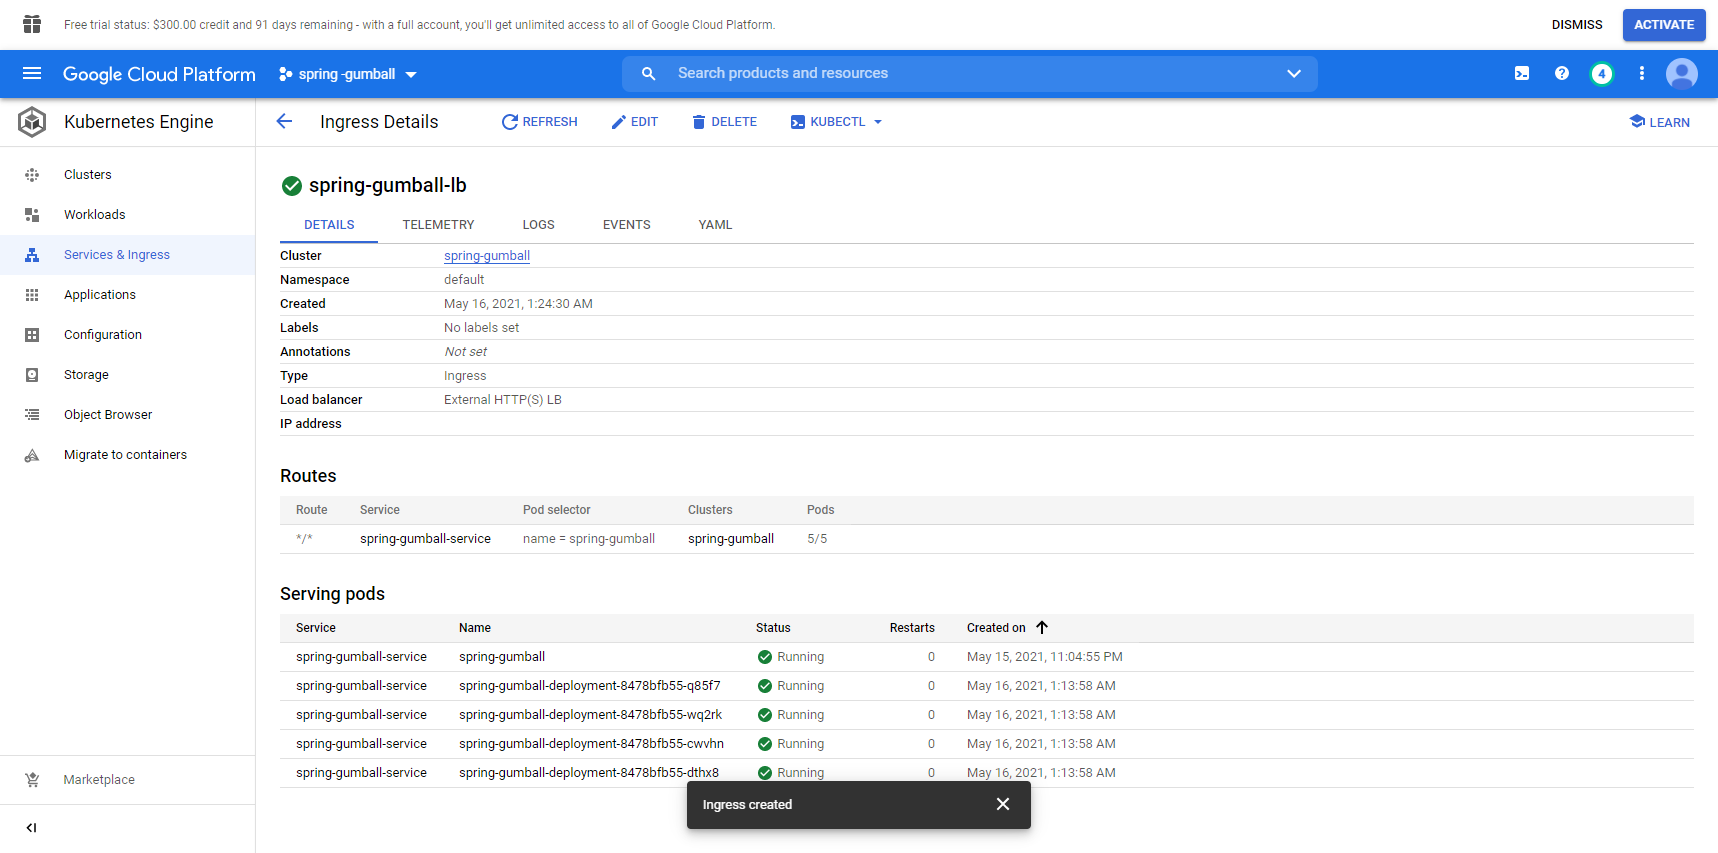 Free trial status: $300.00 credit and 91 days remaining - with a full account, you'll get unlimited access to all of Google Cloud Platform.
DISMISS
ACTIVATE
Google Cloud Platform
spring -gumball
Search products and resources
4
Kubernetes Engine
Ingress Details
REFRESH
EDIT
DELETE
KUBECTL
LEARN
Clusters
Workloads
Services & Ingress
Applications
Configuration
Storage
Object Browser
Migrate to containers
Marketplace
spring-gumball-lb
DETAILS TELEMETRY LOGS EVENTS YAML
Cluster spring-gumball
Namespace default
Created May 16, 2021, 1:24:30 AM
Labels No labels set
Annotations Not set
Type Ingress
Load balancer External HTTP(S) LB
IP address
Routes
Route Service Pod selector Clusters Pods
*/* spring-gumball-service name = spring-gumball spring-gumball 5/5
Serving pods
Service Name Status Restarts Created on
spring-gumball-service spring-gumball Running 0 May 15, 2021, 11:04:55 PM
spring-gumball-service spring-gumball-deployment-8478bfb55-q85f7 Running 0 May 16, 2021, 1:13:58 AM
spring-gumball-service spring-gumball-deployment-8478bfb55-wq2rk Running 0 May 16, 2021, 1:13:58 AM
spring-gumball-service spring-gumball-deployment-8478bfb55-cwvhn Running 0 May 16, 2021, 1:13:58 AM
spring-gumball-service spring-gumball-deployment-8478bfb55-dthx8 Running 0 May 16, 2021, 1:13:58 AM
Ingress created